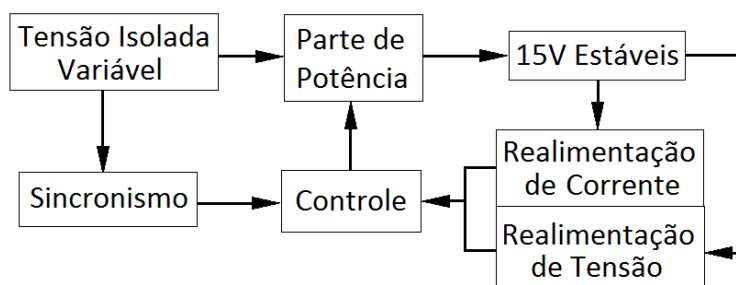 Tensão Isolada
Variável
Parte de
Potência
15V Estáveis
Sincronismo
Controle
Realimentação
de Corrente
Realimentação
de Tensão